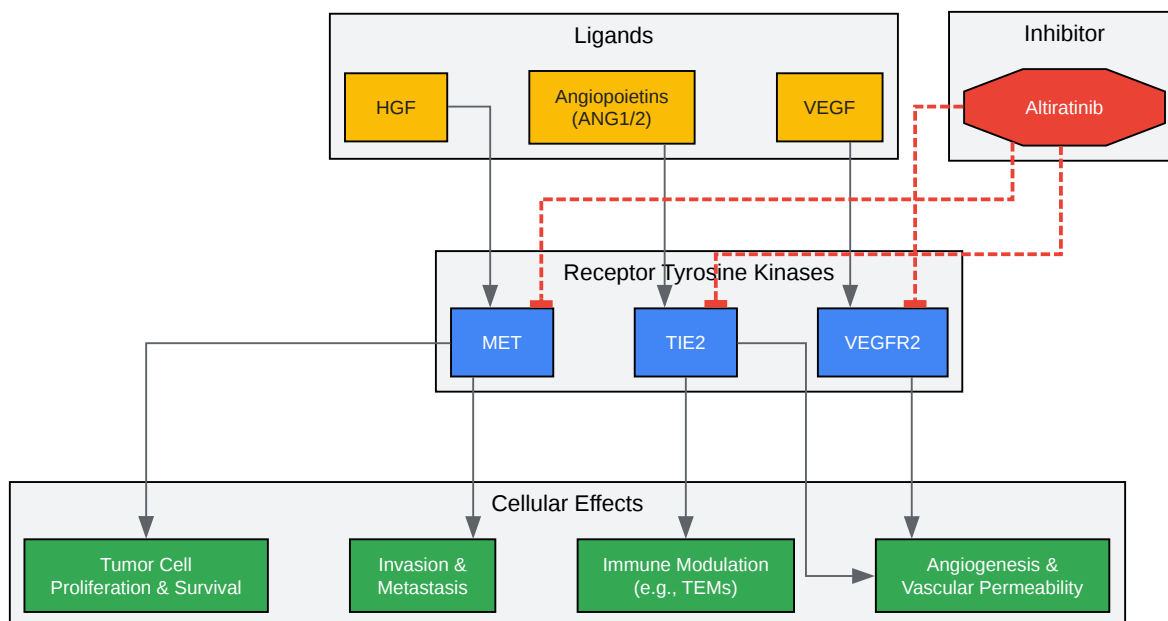 Ligands
Inhibitor
HGF
Angiopoietins
(ANG1/2)
VEGF
Altiratinib
Receptor Tyrosine Kinases
MET
TIE2
VEGFR2
Cellular Effects
Tumor Cell
Proliferation & Survival
Invasion &
Metastasis
Immune Modulation
(e.g., TEMs)
Angiogenesis &
Vascular Permeability